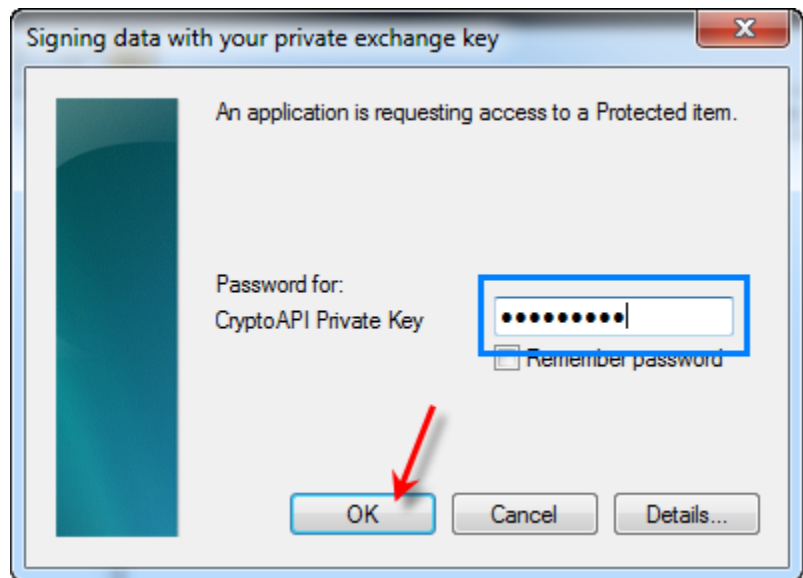 Signing data with your private exchange key
An application is requesting access to a Protected item.
Password for:
CryptoAPI Private Key
•••••••••
Remember password
OK Cancel Details...